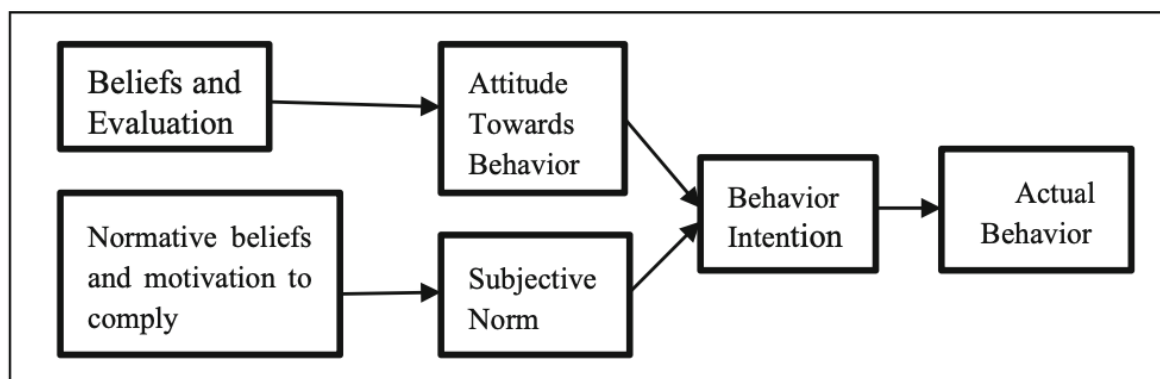 Beliefs and
Evaluation
Attitude
Towards
Behavior
Normative beliefs
and motivation to
comply
Subjective
Norm
Behavior
Intention
Actual
Behavior